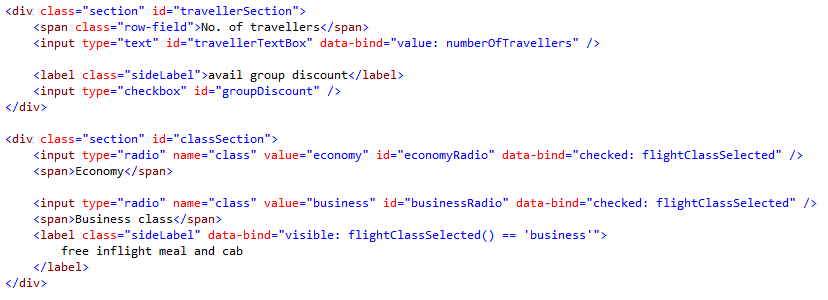 <div class="section" id="travellerSection">
    <span class="row-field">No. of travellers</span>
    <input type="text" id="travellerTextBox" data-bind="value: numberOfTravellers" />

    <label class="sideLabel">avail group discount</label>
    <input type="checkbox" id="groupDiscount" />
</div>

<div class="section" id="classSection">
    <input type="radio" name="class" value="economy" id="economyRadio" data-bind="checked: flightClassSelected" />
    <span>Economy</span>

    <input type="radio" name="class" value="business" id="businessRadio" data-bind="checked: flightClassSelected" />
    <span>Business class</span>
    <label class="sideLabel" data-bind="visible: flightClassSelected() == 'business'">
        free inflight meal and cab
    </label>
</div>